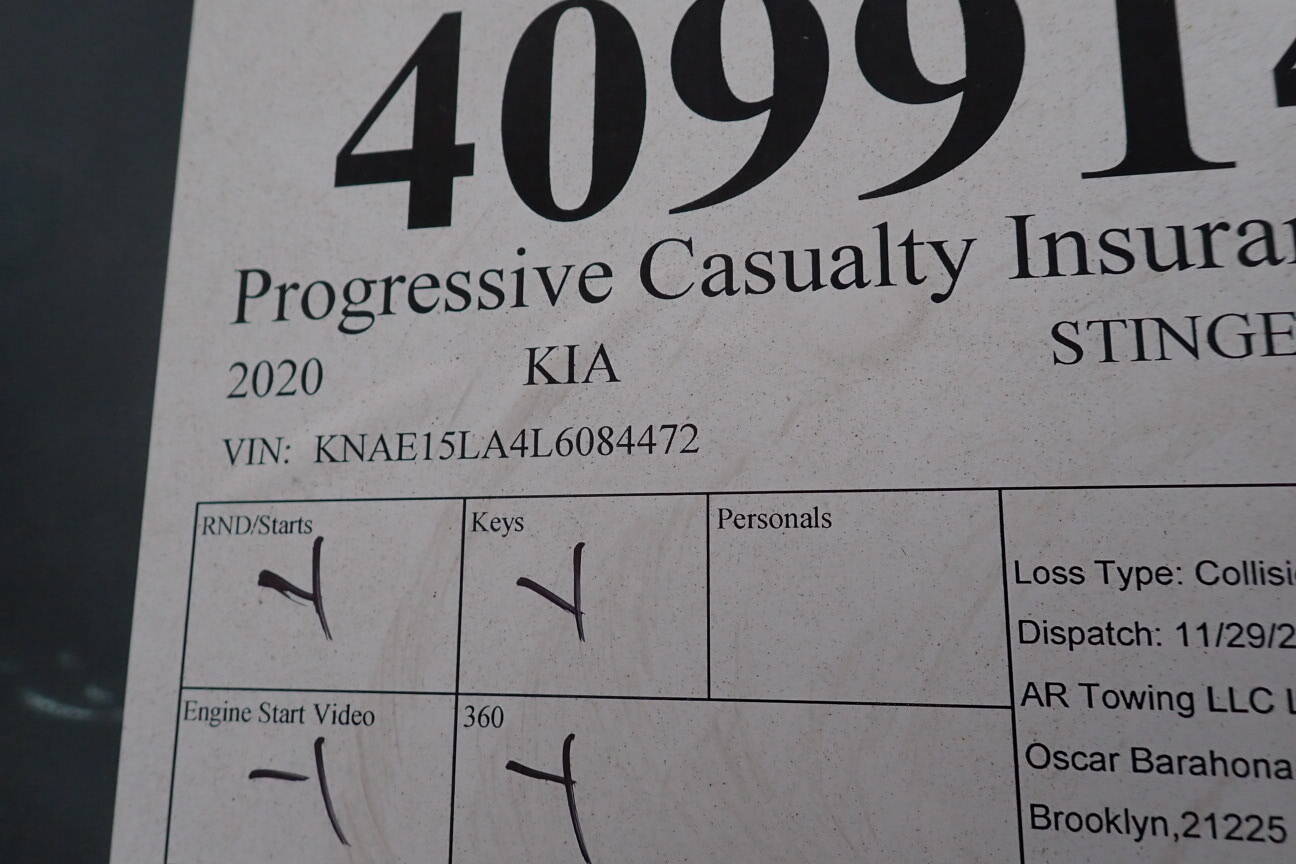 40991
Progressive Casualty Insura
2020 KIA STINGE
VIN: KNAE15LA4L6084472
RND/Starts Keys Personals
Y Y
Loss Type: Collisi
Dispatch: 11/29/2
AR Towing LLC L
Engine Start Video 360
Y Y
Oscar Barahona
Brooklyn,21225